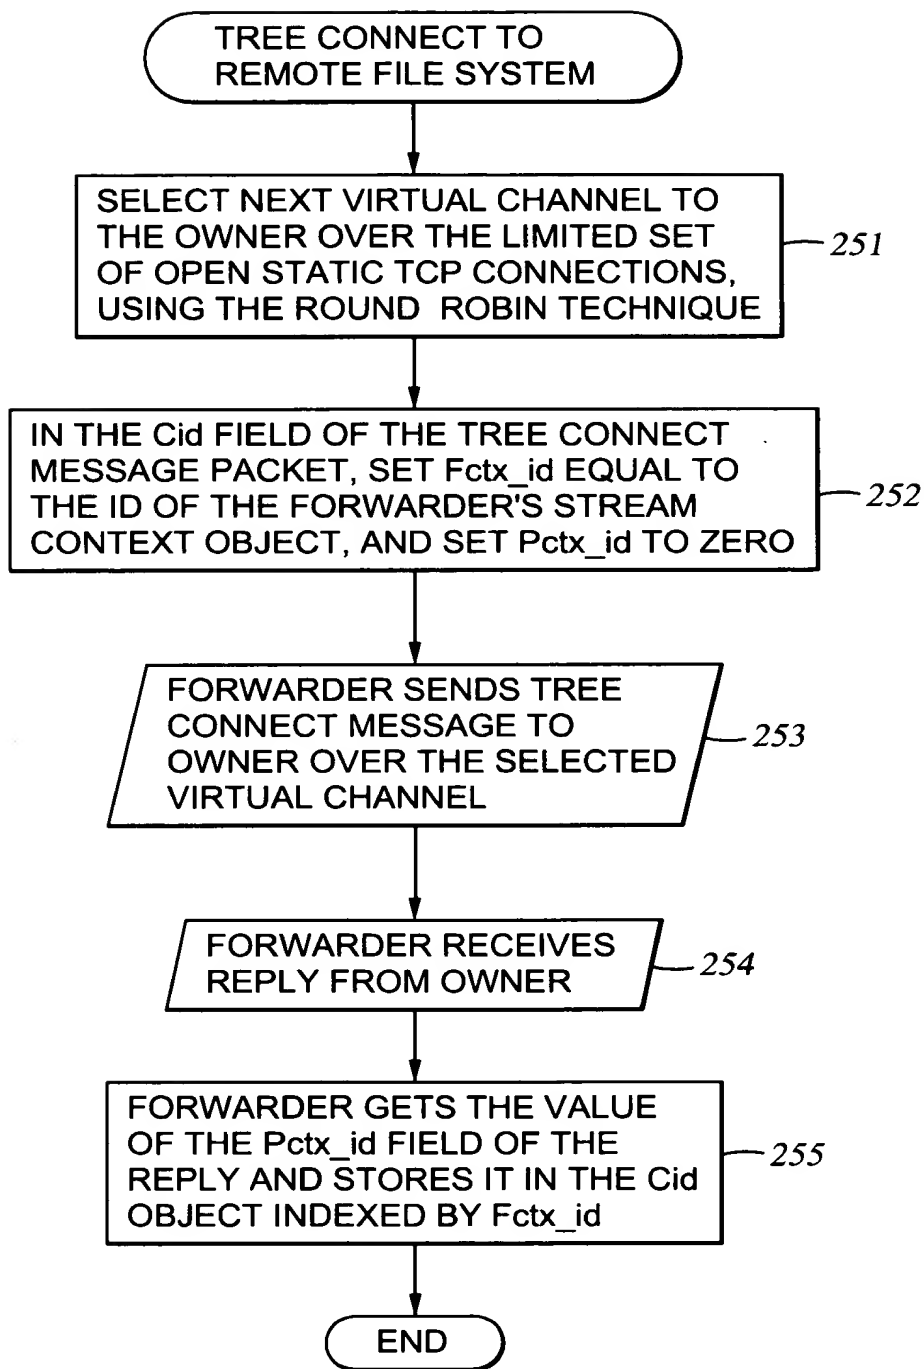 TREE CONNECT TO
REMOTE FILE SYSTEM
SELECT NEXT VIRTUAL CHANNEL TO
THE OWNER OVER THE LIMITED SET
OF OPEN STATIC TCP CONNECTIONS,
USING THE ROUND ROBIN TECHNIQUE
251
IN THE Cid FIELD OF THE TREE CONNECT
MESSAGE PACKET, SET Fctx_id EQUAL TO
THE ID OF THE FORWARDER'S STREAM
CONTEXT OBJECT, AND SET Pctx_id TO ZERO
252
FORWARDER SENDS TREE
CONNECT MESSAGE TO
OWNER OVER THE SELECTED
VIRTUAL CHANNEL
253
FORWARDER RECEIVES
REPLY FROM OWNER
254
FORWARDER GETS THE VALUE
OF THE Pctx_id FIELD OF THE
REPLY AND STORES IT IN THE Cid
OBJECT INDEXED BY Fctx_id
255
END